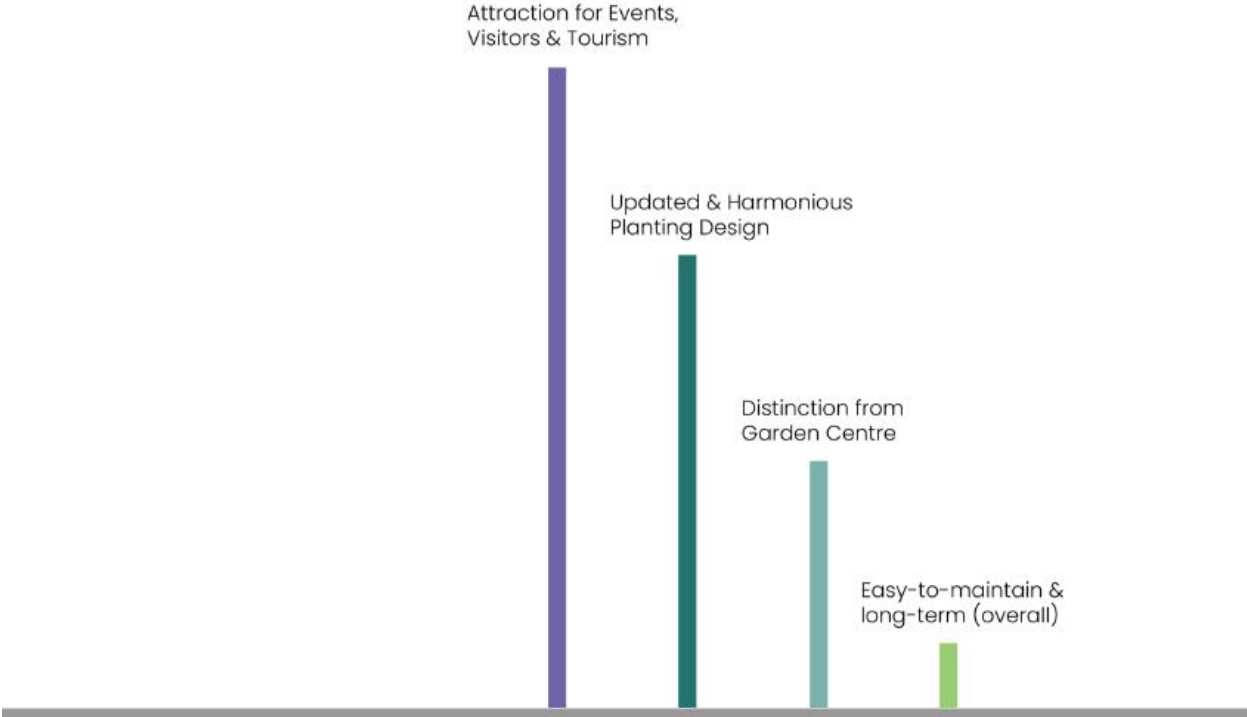 Attraction for Events,
Visitors & Tourism
Updated & Harmonious
Planting Design
Distinction from
Garden Centre
Easy-to-maintain &
long-term (overall)